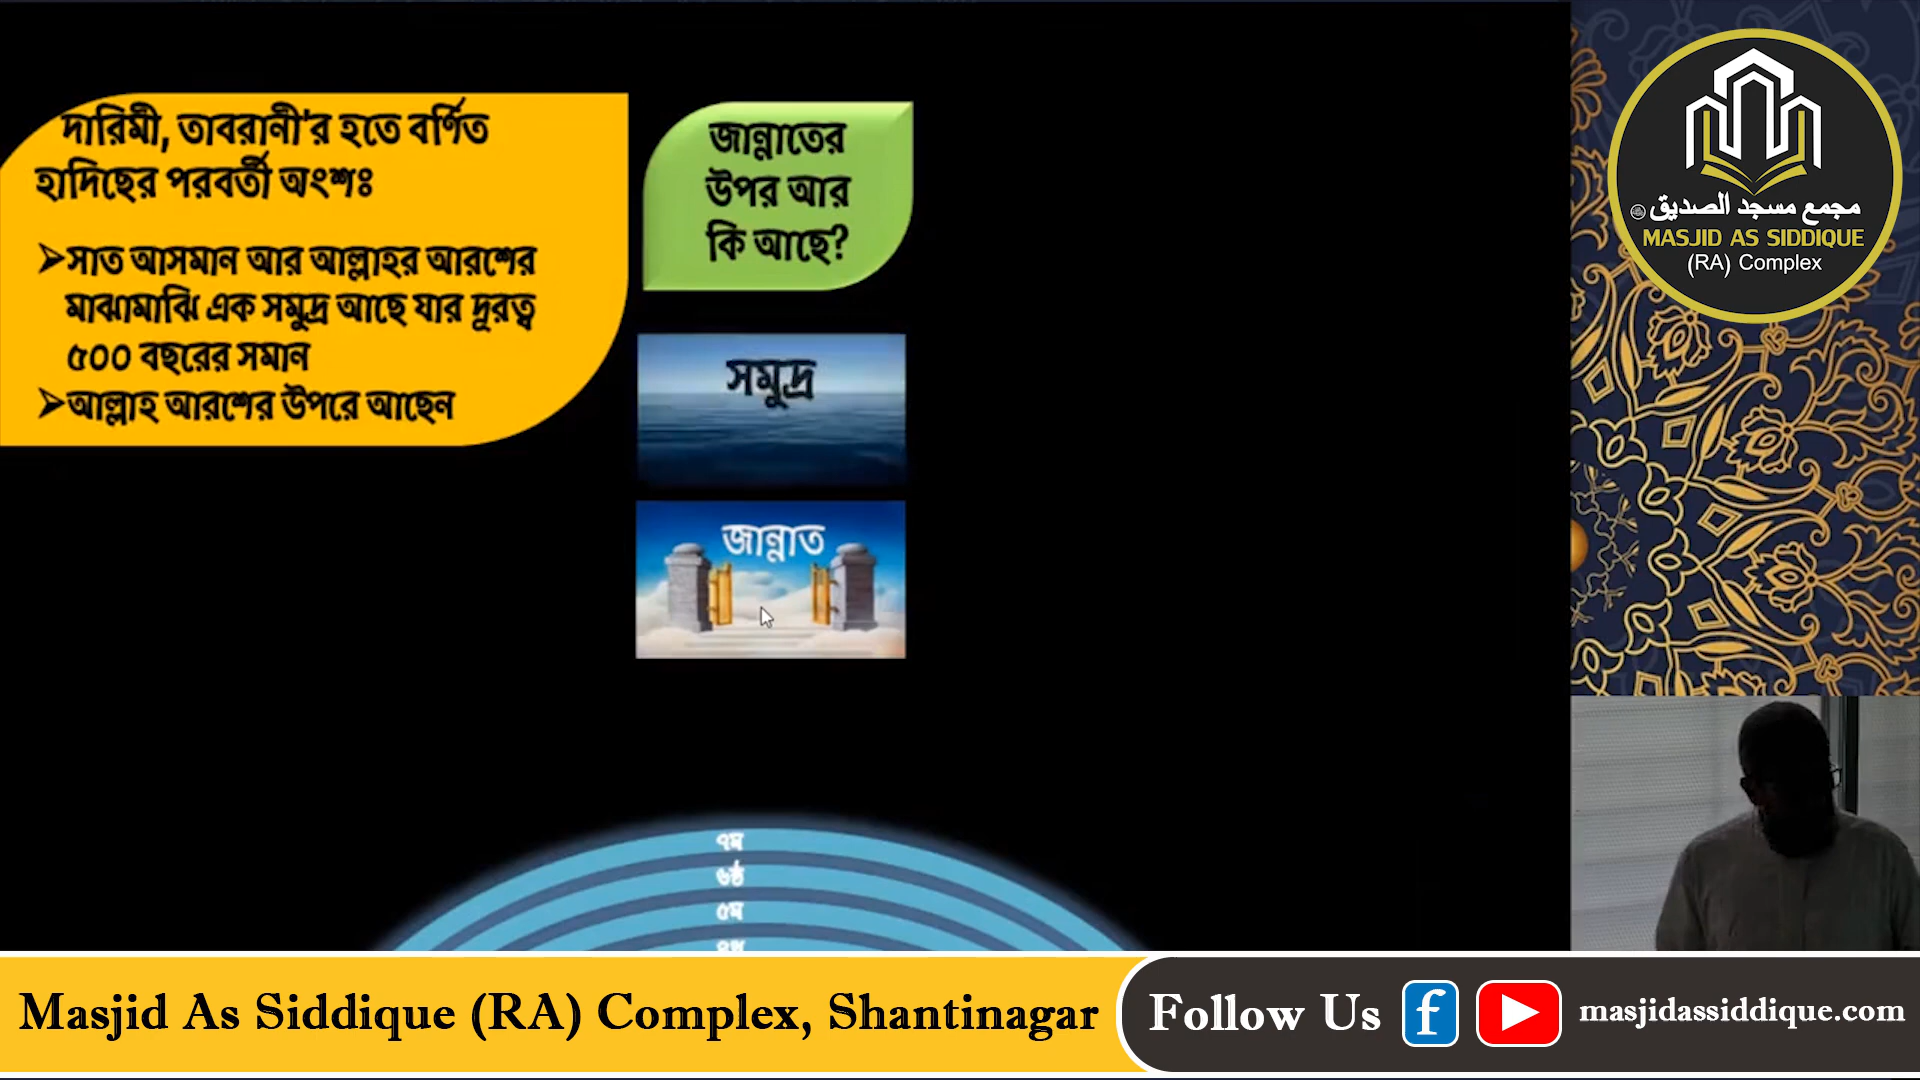 দারিমী, তাবরানী'র হতে বর্ণিত
হাদিছের পরবর্তী অংশঃ
➢সাত আসমান আর আল্লাহর আরশের
মাঝামাঝি এক সমুদ্র আছে যার দূরত্ব
৫০০ বছরের সমান
➢আল্লাহ আরশের উপরে আছেন
জান্নাতের
উপর আর
কি আছে?
সমুদ্র
জান্নাত
৭ম
৬ষ্ঠ
৫ম
مجمع مسجد الصديق
MASJID AS SIDDIQUE
(RA) Complex
Masjid As Siddique (RA) Complex, Shantinagar
Follow Us
masjidassiddique.com